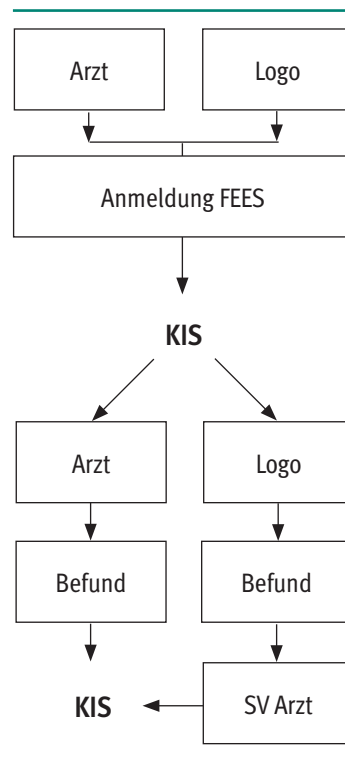 Arzt
Logo
Anmeldung FEES
KIS
Arzt
Logo
Befund
Befund
KIS
SV Arzt